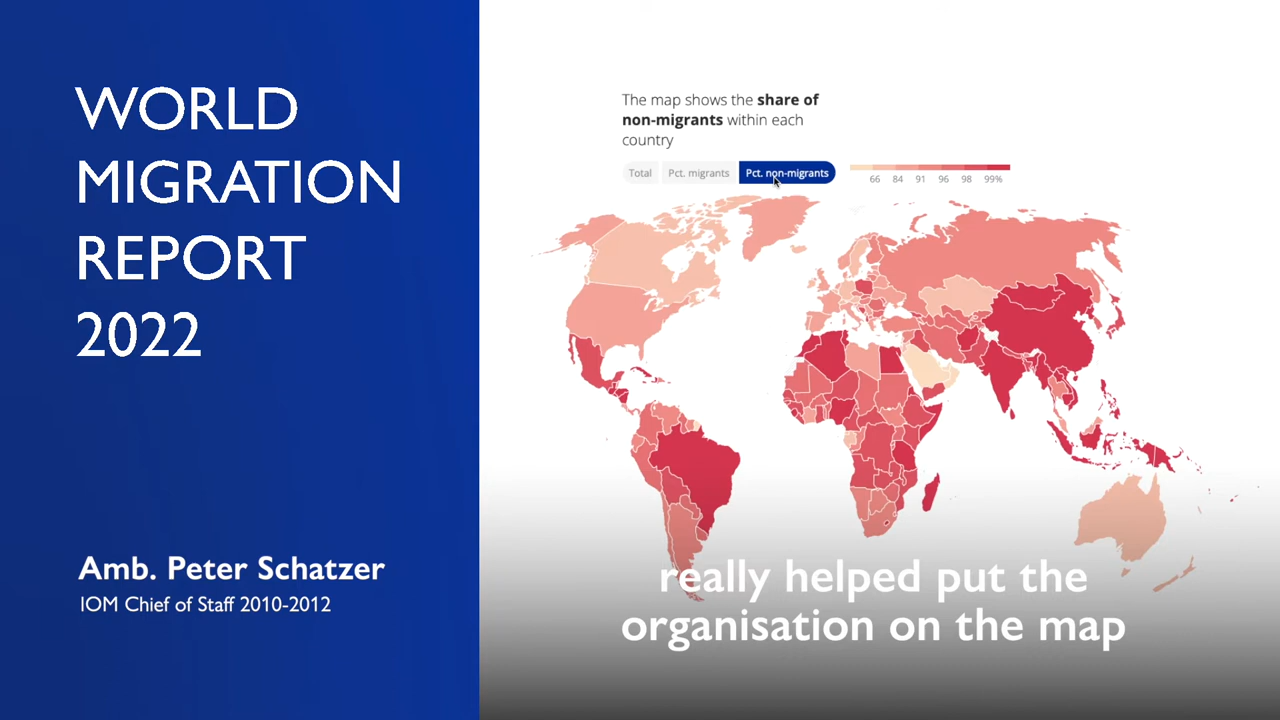 WORLD
MIGRATION
REPORT
2022
Amb. Peter Schatzer
IOM Chief of Staff 2010-2012
The map shows the share of
non-migrants within each
country
Total Pct. migrants Pct. non-migrants
66 84 91 96 98 99%
really helped put the
organisation on the map